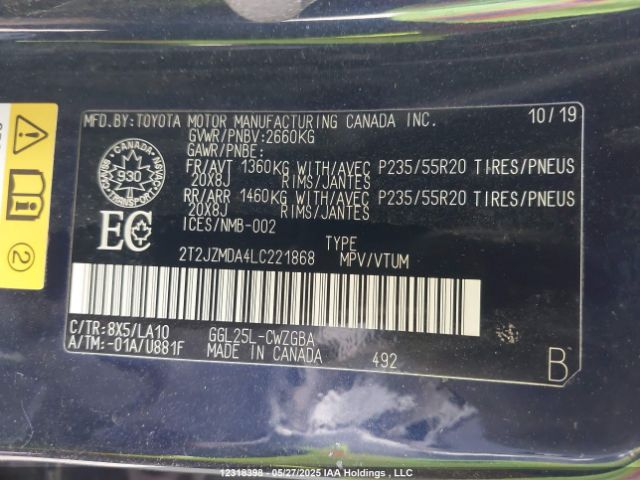 MFD.BY:TOYOTA MOTOR MANUFACTURING CANADA INC. 10/19
GVWR/PNBV:2660KG
GAWR/PNBE:
FR/AVT 1360KG WITH/AVEC P235/55R20 TIRES/PNEUS
20X8J RIMS/JANTES
RR/ARR 1460KG WITH/AVEC P235/55R20 TIRES/PNEUS
20X8J RIMS/JANTES
ICES/NMB-002
CANADA
930
TRANSPORT
EC
TYPE
2T2JZMDA4LC221868 MPV/VTUM
C/TR:8X5/LA10 GGL25L-CWZGBA
A/TM:-01A/U881F MADE IN CANADA 492 B
2
12318398 - 05/27/2025 IAA Holdings , LLC